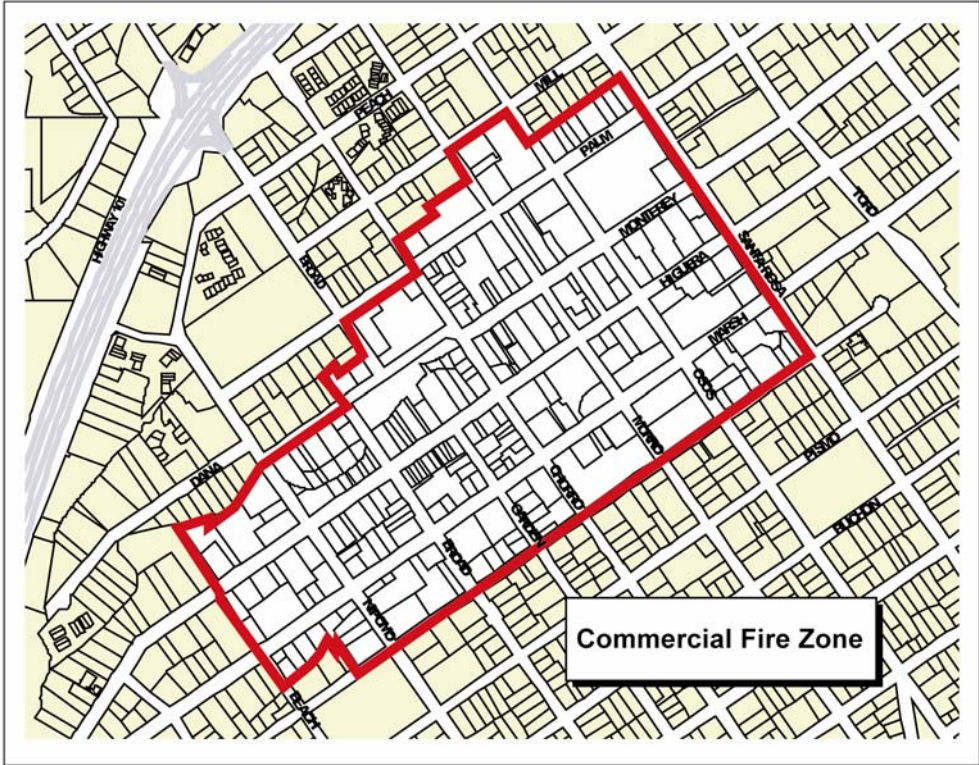 MILL
PEACH
PALM
HIGHWAY 101
MONTEREY
TORO
BROAD
SANTA ROSA
HIGUERA
MARSH
OSOS
DANA
MORRO
PISMO
CHORRO
GARDEN
BUCHON
BROAD
NIPOMO
Commercial Fire Zone
BEACH